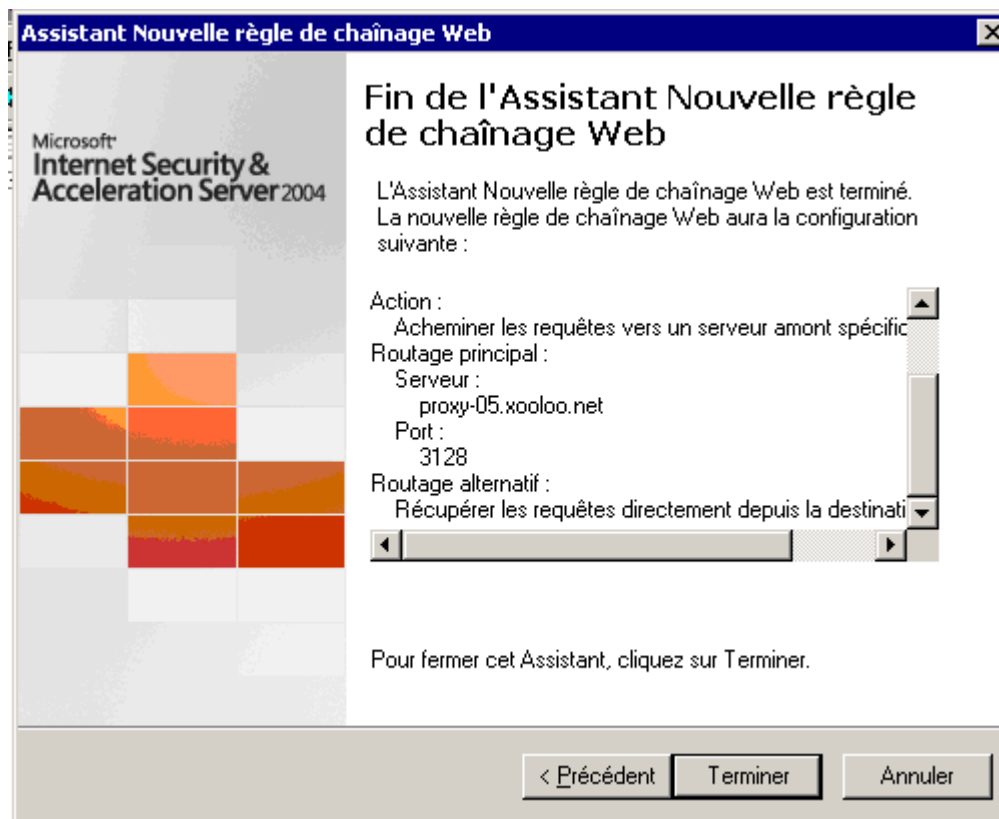 Assistant Nouvelle règle de chaînage Web
Microsoft
Internet Security &
Acceleration Server 2004
Fin de l'Assistant Nouvelle règle
de chaînage Web
L'Assistant Nouvelle règle de chaînage Web est terminé.
La nouvelle règle de chaînage Web aura la configuration
suivante :
Action :
Acheminer les requêtes vers un serveur amont spécific
Routage principal :
Serveur :
proxy-05.xooloo.net
Port :
3128
Routage alternatif :
Récupérer les requêtes directement depuis la destinati
Pour fermer cet Assistant, cliquez sur Terminer.
< Précédent
Terminer
Annuler